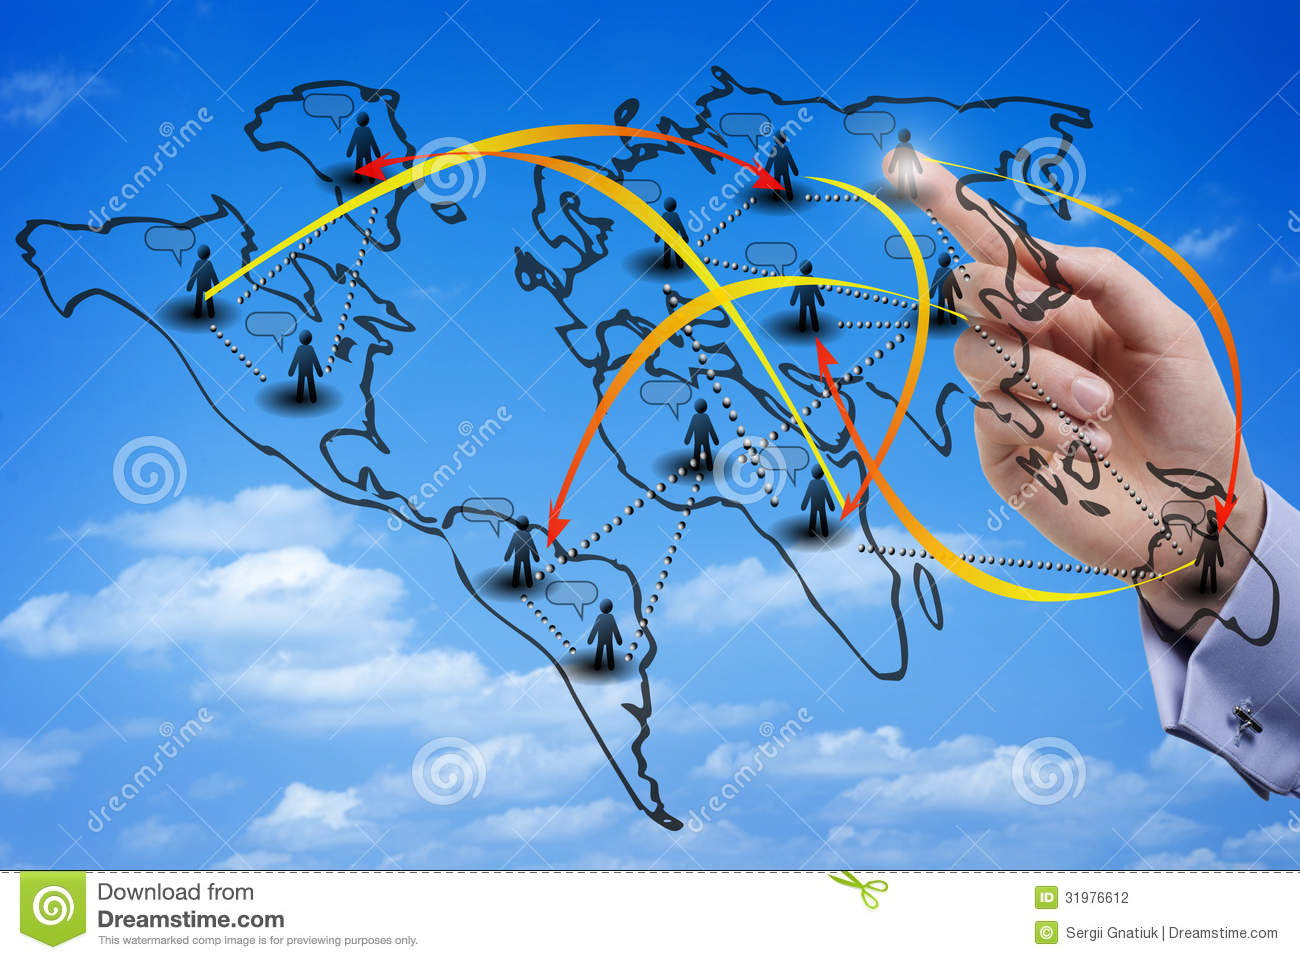 dreamstime
dreamstime
dreamstime
dreamstime
dreamstime
dreamstime
Download from
Dreamstime.com
This watermarked comp image is for previewing purposes only.
ID 31976612
Sergii Gnatiuk | Dreamstime.com